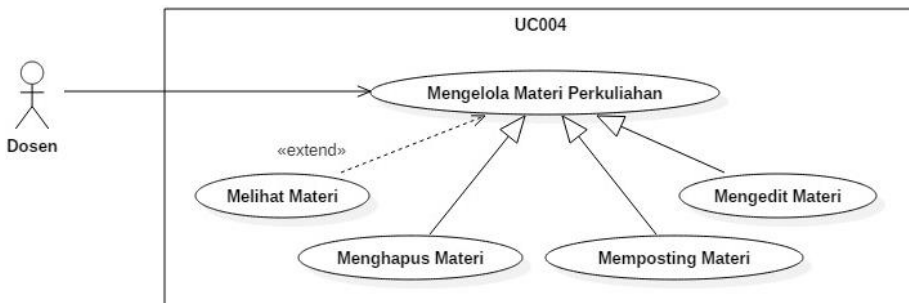 UC004
Mengelola Materi Perkuliahan
Dosen
«extend»
Melihat Materi
Mengedit Materi
Menghapus Materi
Memposting Materi